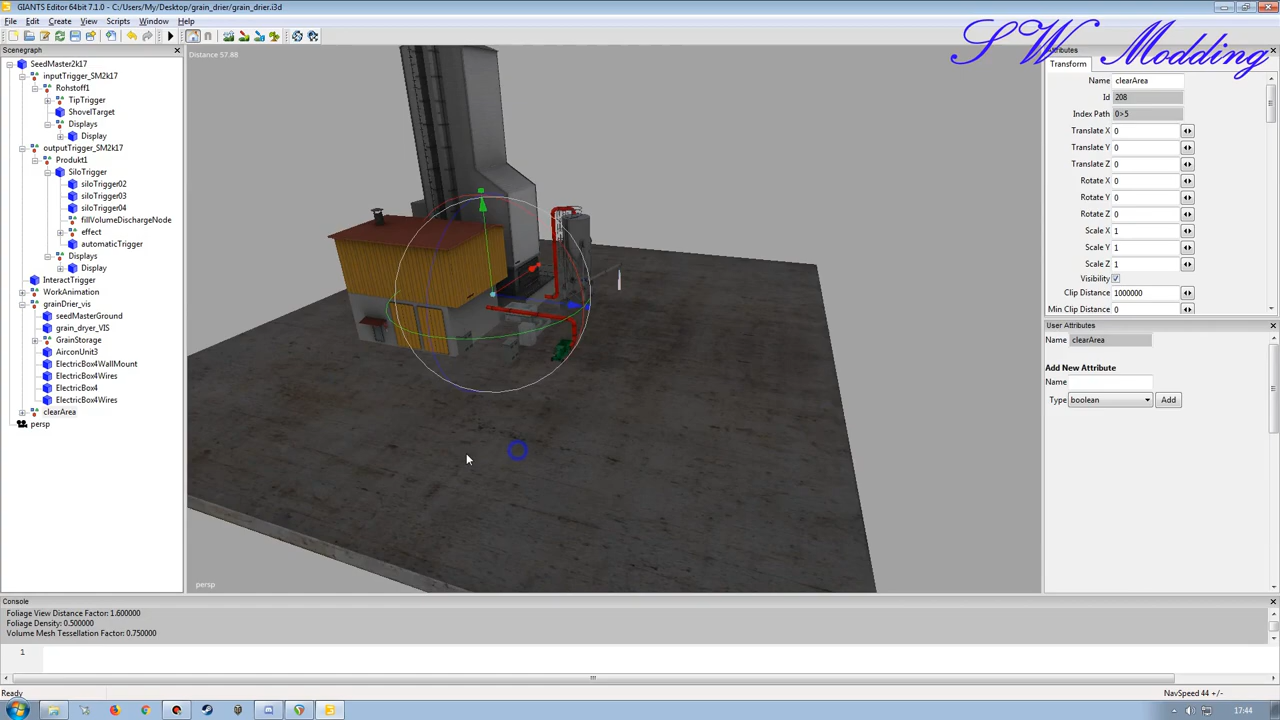 GIANTS Editor 64bit 7.1.0 - C:/Users/My/Desktop/grain_drier/grain_drier.i3d
File Edit Create View Scripts Window Help
SW Modding
Scenegraph
SeedMaster2k17
inputTrigger_SM2k17
Rohstoff1
TipTrigger
ShovelTarget
Displays
Display
outputTrigger_SM2k17
Produkt1
SiloTrigger
siloTrigger02
siloTrigger03
siloTrigger04
fillVolumeDischargeNode
effect
automaticTrigger
Displays
Display
InteractTrigger
WorkAnimation
grainDrier_vis
seedMasterGround
grain_dryer_VIS
GrainStorage
AirconUnit3
ElectricBox4WallMount
ElectricBox4Wires
ElectricBox4
ElectricBox4Wires
clearArea
persp
Distance 57.88
persp
Attributes
Transform
Name clearArea
Id 208
Index Path 0>5
Translate X 0
Translate Y 0
Translate Z 0
Rotate X 0
Rotate Y 0
Rotate Z 0
Scale X 1
Scale Y 1
Scale Z 1
Visibility
Clip Distance 1000000
Min Clip Distance 0
User Attributes
Name clearArea
Add New Attribute
Name
Type boolean Add
Console
Foliage View Distance Factor: 1.600000
Foliage Density: 0.500000
Volume Mesh Tessellation Factor: 0.750000
1
Ready
NavSpeed 44 +/-
17:44